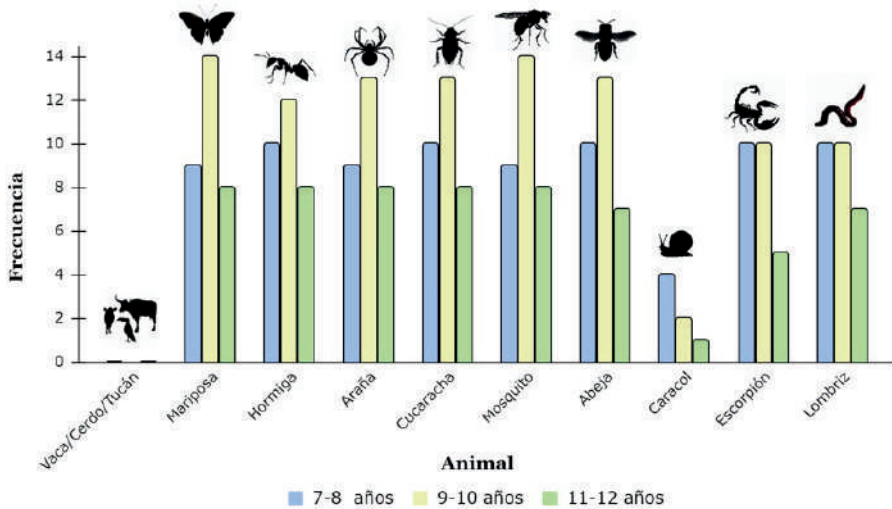 14
12
10
8
6
4
2
0
Frecuencia
Vaca/Cerdo/Tucán
Mariposa
Hormiga
Araña
Cucaracha
Mosquito
Abeja
Caracol
Escorpión
Lombriz
Animal
7-8 años 9-10 años 11-12 años